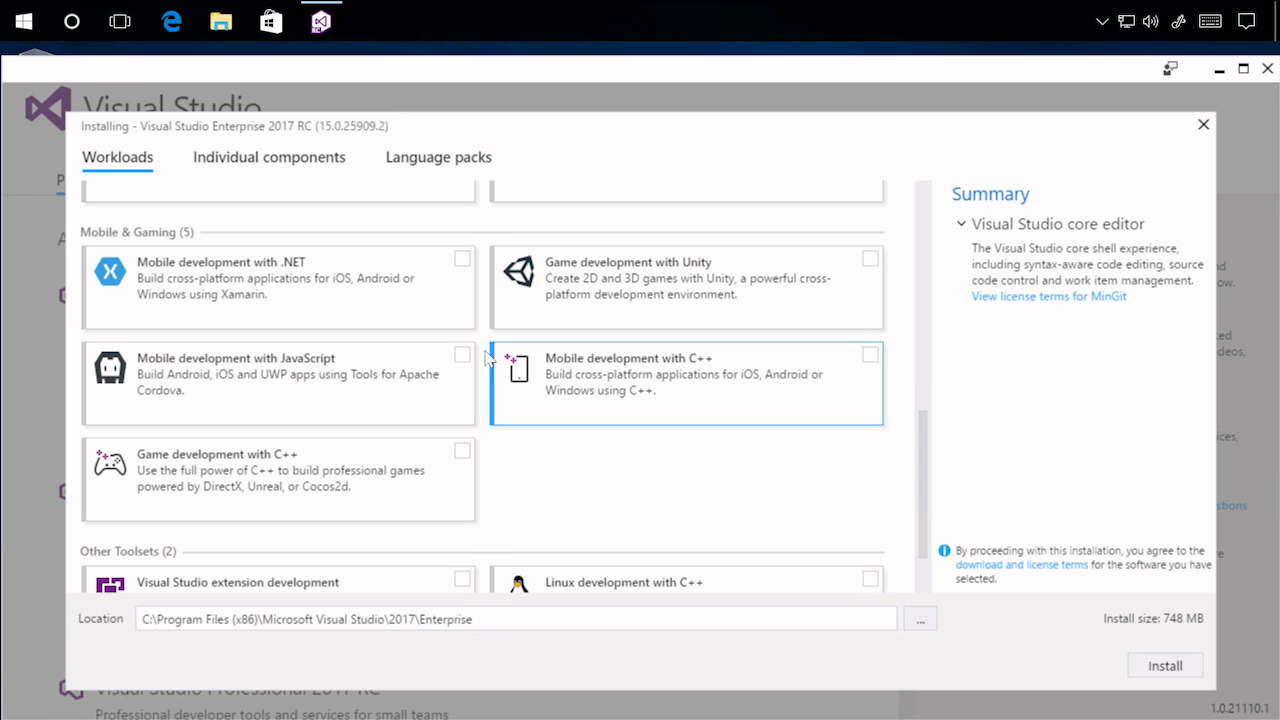 Visual Studio
Installing - Visual Studio Enterprise 2017 RC (15.0.25909.2)
Workloads
Individual components
Language packs
Mobile & Gaming (5)
Mobile development with .NET
Build cross-platform applications for iOS, Android or
Windows using Xamarin.
Game development with Unity
Create 2D and 3D games with Unity, a powerful cross-
platform development environment.
Mobile development with JavaScript
Build Android, iOS and UWP apps using Tools for Apache
Cordova.
Mobile development with C++
Build cross-platform applications for iOS, Android or
Windows using C++.
Game development with C++
Use the full power of C++ to build professional games
powered by DirectX, Unreal, or Cocos2d.
Other Toolsets (2)
Visual Studio extension development
Linux development with C++
Summary
Visual Studio core editor
The Visual Studio core shell experience,
including syntax-aware code editing, source
code control and work item management.
View license terms for MinGit
By proceeding with this installation, you agree to the
download and license terms for the software you have
selected.
Location
C:\Program Files (x86)\Microsoft Visual Studio\2017\Enterprise
...
Install size: 748 MB
Install
Visual Studio Professional 2017 RC
Professional developer tools and services for small teams
1.0.21110.1